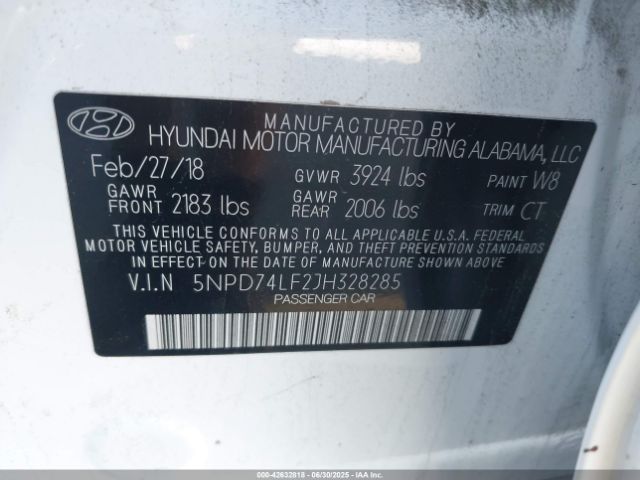 MANUFACTURED BY
HYUNDAI MOTOR MANUFACTURING ALABAMA, LLC
Feb/27/18 GVWR 3924 lbs PAINT W8
GAWR FRONT 2183 lbs GAWR REAR 2006 lbs TRIM CT
THIS VEHICLE CONFORMS TO ALL APPLICABLE U.S.A. FEDERAL
MOTOR VEHICLE SAFETY, BUMPER, AND THEFT PREVENTION STANDARDS
IN EFFECT ON THE DATE OF MANUFACTURE SHOWN ABOVE
V.I.N 5NPD74LF2JH328285
PASSENGER CAR
000-42632818 - 06/30/2025 - IAAI.COM